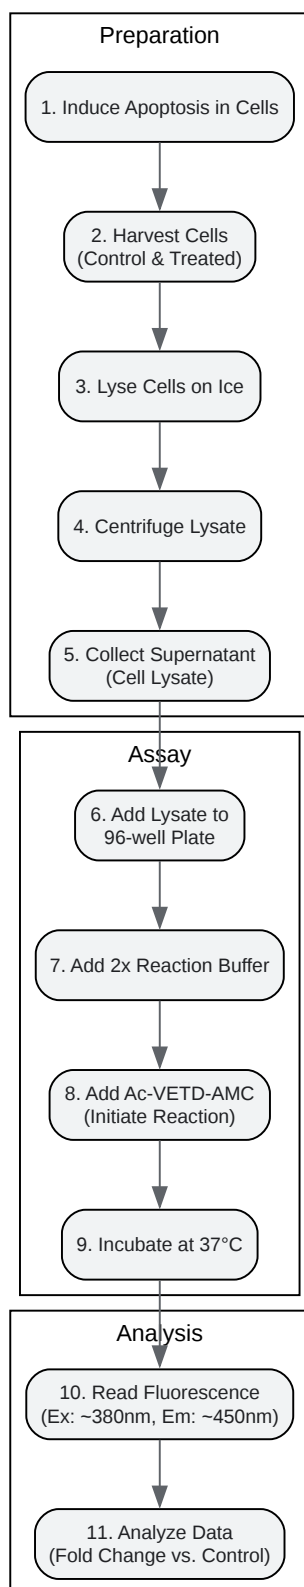 Preparation
1. Induce Apoptosis in Cells
2. Harvest Cells
(Control & Treated)
3. Lyse Cells on Ice
4. Centrifuge Lysate
5. Collect Supernatant
(Cell Lysate)
Assay
6. Add Lysate to
96-well Plate
7. Add 2x Reaction Buffer
8. Add Ac-VETD-AMC
(Initiate Reaction)
9. Incubate at 37°C
Analysis
10. Read Fluorescence
(Ex: ~380nm, Em: ~450nm)
11. Analyze Data
(Fold Change vs. Control)